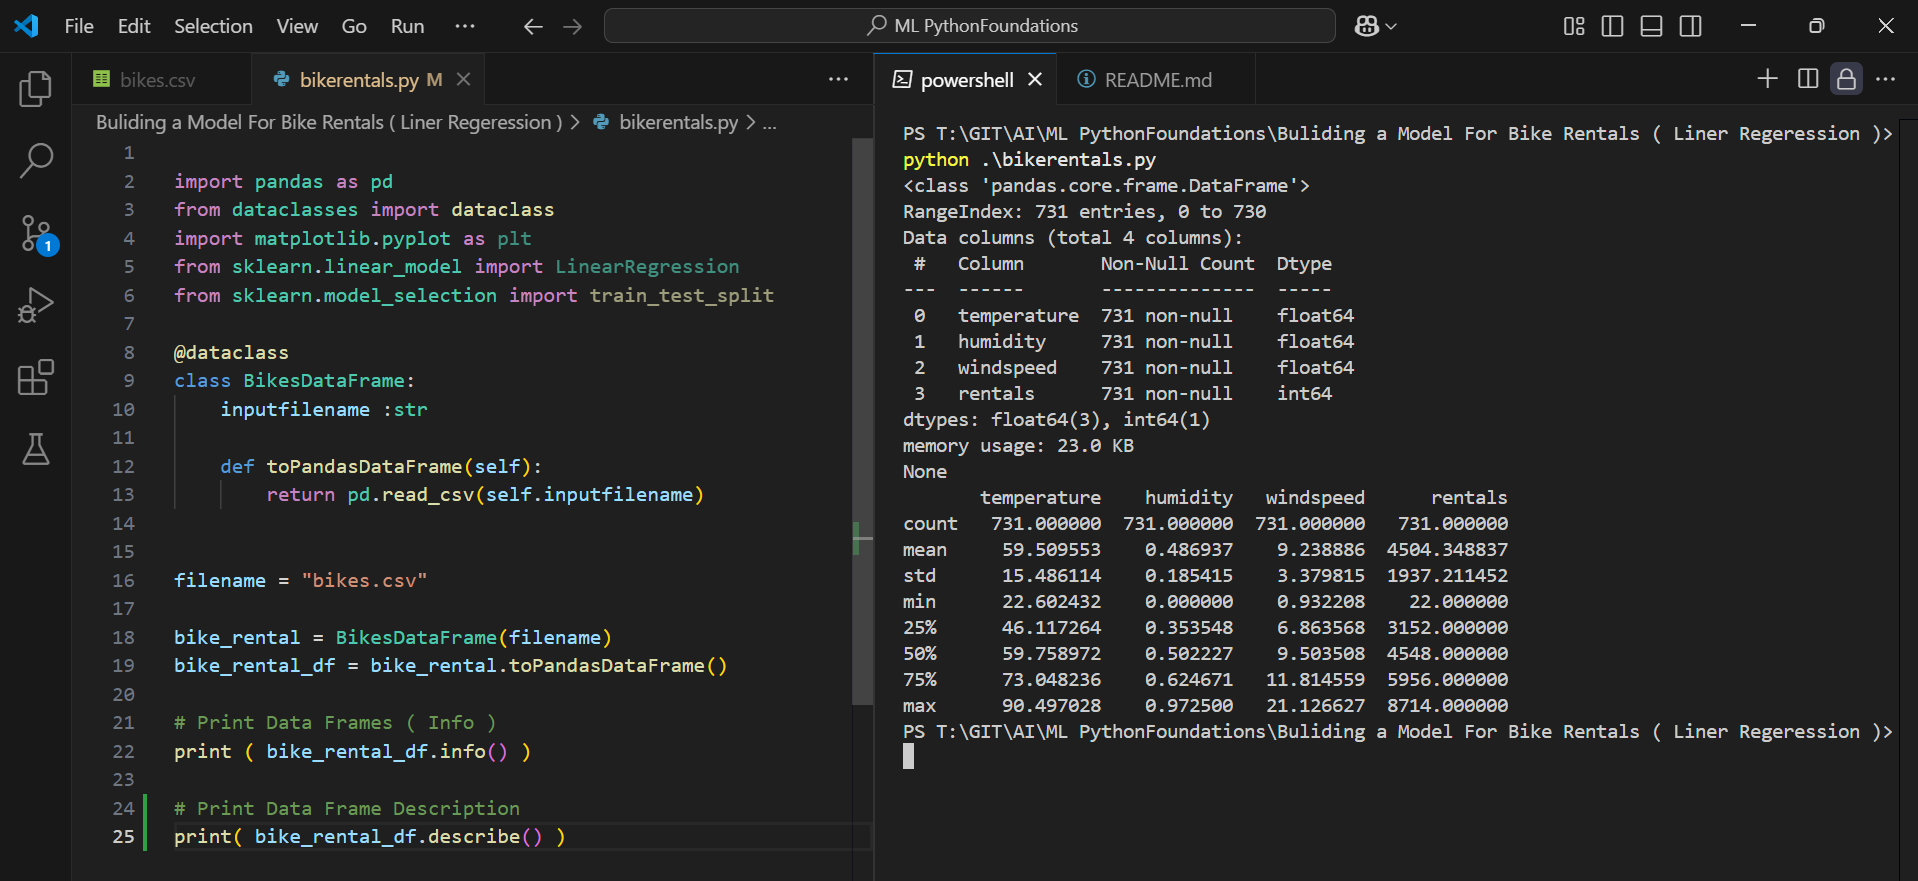 File Edit Selection View Go Run ··· ML PythonFoundations
bikes.csv
bikerentals.py M
powershell
README.md
Buliding a Model For Bike Rentals ( Liner Regeression ) > bikerentals.py > ...
1
2 import pandas as pd
3 from dataclasses import dataclass
4 import matplotlib.pyplot as plt
5 from sklearn.linear_model import LinearRegression
6 from sklearn.model_selection import train_test_split
7
8 @dataclass
9 class BikesDataFrame:
10 inputfilename :str
11
12 def toPandasDataFrame(self):
13 return pd.read_csv(self.inputfilename)
14
15
16 filename = "bikes.csv"
17
18 bike_rental = BikesDataFrame(filename)
19 bike_rental_df = bike_rental.toPandasDataFrame()
20
21 # Print Data Frames ( Info )
22 print ( bike_rental_df.info() )
23
24 # Print Data Frame Description
25 print( bike_rental_df.describe() )
1
PS T:\GIT\AI\ML PythonFoundations\Buliding a Model For Bike Rentals ( Liner Regeression )>
python .\bikerentals.py
<class 'pandas.core.frame.DataFrame'>
RangeIndex: 731 entries, 0 to 730
Data columns (total 4 columns):
# Column Non-Null Count Dtype
--- ------ -------------- -----
0 temperature 731 non-null float64
1 humidity 731 non-null float64
2 windspeed 731 non-null float64
3 rentals 731 non-null int64
dtypes: float64(3), int64(1)
memory usage: 23.0 KB
None
temperature humidity windspeed rentals
count 731.000000 731.000000 731.000000 731.000000
mean 59.509553 0.486937 9.238886 4504.348837
std 15.486114 0.185415 3.379815 1937.211452
min 22.602432 0.000000 0.932208 22.000000
25% 46.117264 0.353548 6.863568 3152.000000
50% 59.758972 0.502227 9.503508 4548.000000
75% 73.048236 0.624671 11.814559 5956.000000
max 90.497028 0.972500 21.126627 8714.000000
PS T:\GIT\AI\ML PythonFoundations\Buliding a Model For Bike Rentals ( Liner Regeression )>